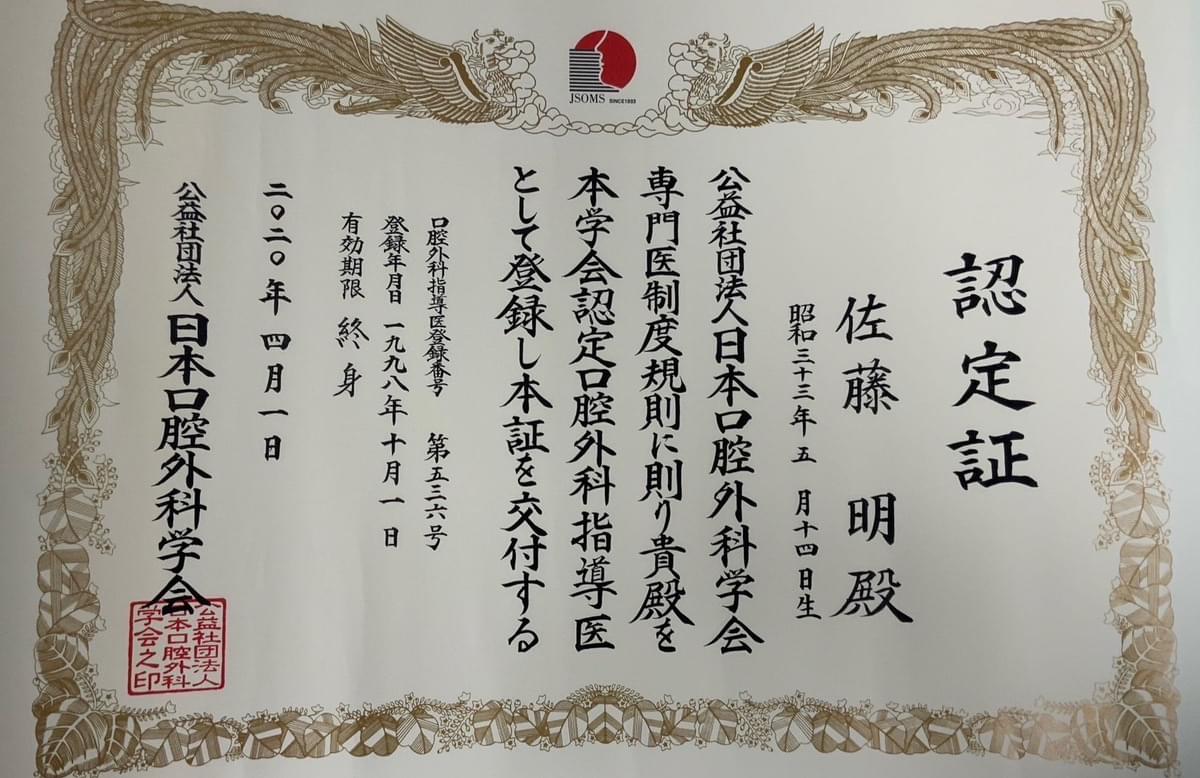 JSOMS SINCE1933
認定証
佐藤 明殿
昭和三十三年五月十四日生
公益社団法人日本口腔外科学会
専門医制度規則に則り貴殿を
本学会認定口腔外科指導医
として登録し本証を交付する
口腔外科指導医登録番号 第五三六号
登録年月日 一九九八年十月一日
有効期限 終身
二〇二〇年四月一日
公益社団法人日本口腔外科学会
公益社団法人
日本口腔外科
学会之印